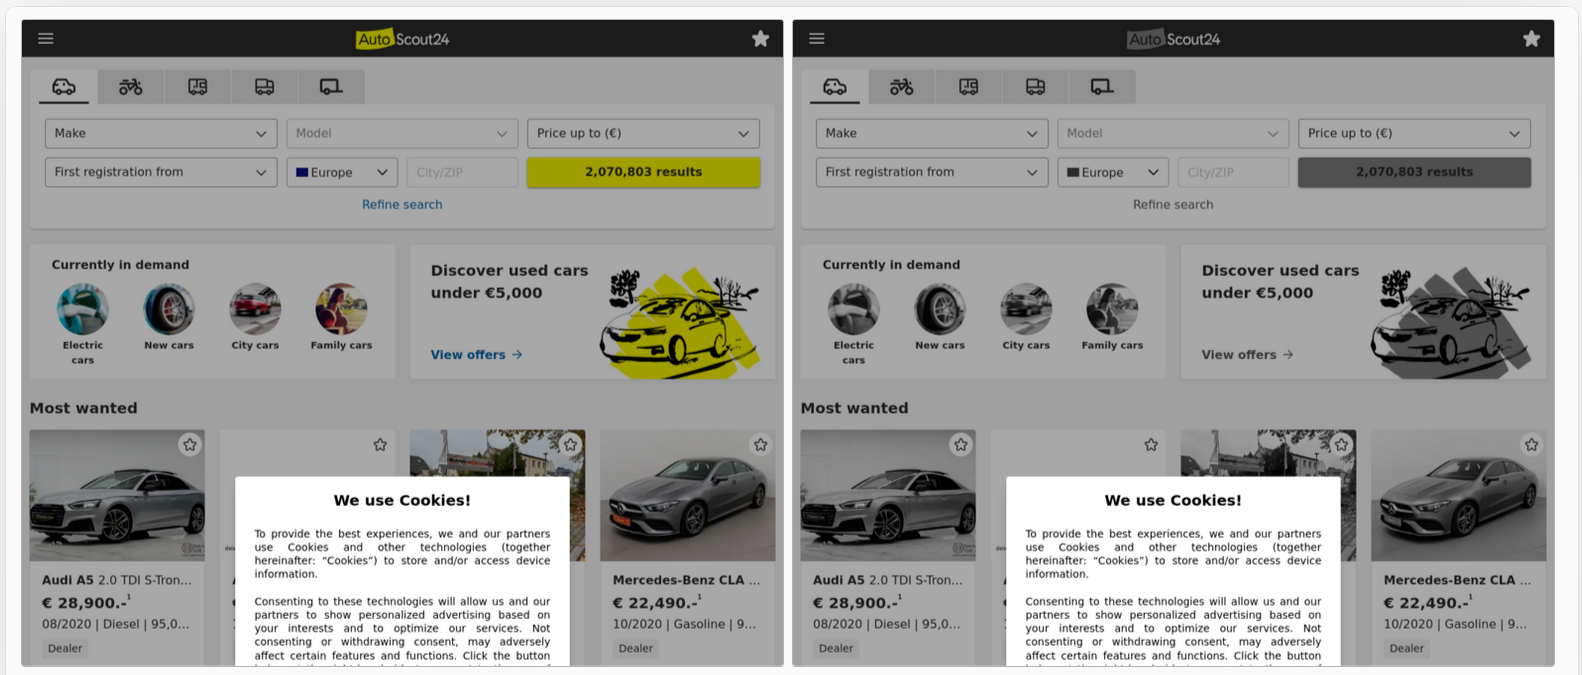 AutoScout24
Make
Model
Price up to (€)
First registration from
Europe
City/ZIP
2,070,803 results
Refine search
Currently in demand
Electric
cars
New cars
City cars
Family cars
Discover used cars
under €5,000
View offers →
Most wanted
Audi A5 2.0 TDI S-Tron...
€ 28,900.-¹
08/2020 | Diesel | 95,0...
Dealer
We use Cookies!
To provide the best experiences, we and our partners
use Cookies and other technologies (together
hereinafter: “Cookies”) to store and/or access device
information.
Consenting to these technologies will allow us and our
partners to show personalized advertising based on
your interests and to optimize our services. Not
consenting or withdrawing consent, may adversely
affect certain features and functions. Click the button
Mercedes-Benz CLA ...
€ 22,490.-¹
10/2020 | Gasoline | 9...
Dealer
AutoScout24
Make
Model
Price up to (€)
First registration from
Europe
City/ZIP
2,070,803 results
Refine search
Currently in demand
Electric
cars
New cars
City cars
Family cars
Discover used cars
under €5,000
View offers →
Most wanted
Audi A5 2.0 TDI S-Tron...
€ 28,900.-¹
08/2020 | Diesel | 95,0...
Dealer
We use Cookies!
To provide the best experiences, we and our partners
use Cookies and other technologies (together
hereinafter: “Cookies”) to store and/or access device
information.
Consenting to these technologies will allow us and our
partners to show personalized advertising based on
your interests and to optimize our services. Not
consenting or withdrawing consent, may adversely
affect certain features and functions. Click the button
Mercedes-Benz CLA ...
€ 22,490.-¹
10/2020 | Gasoline | 9...
Dealer